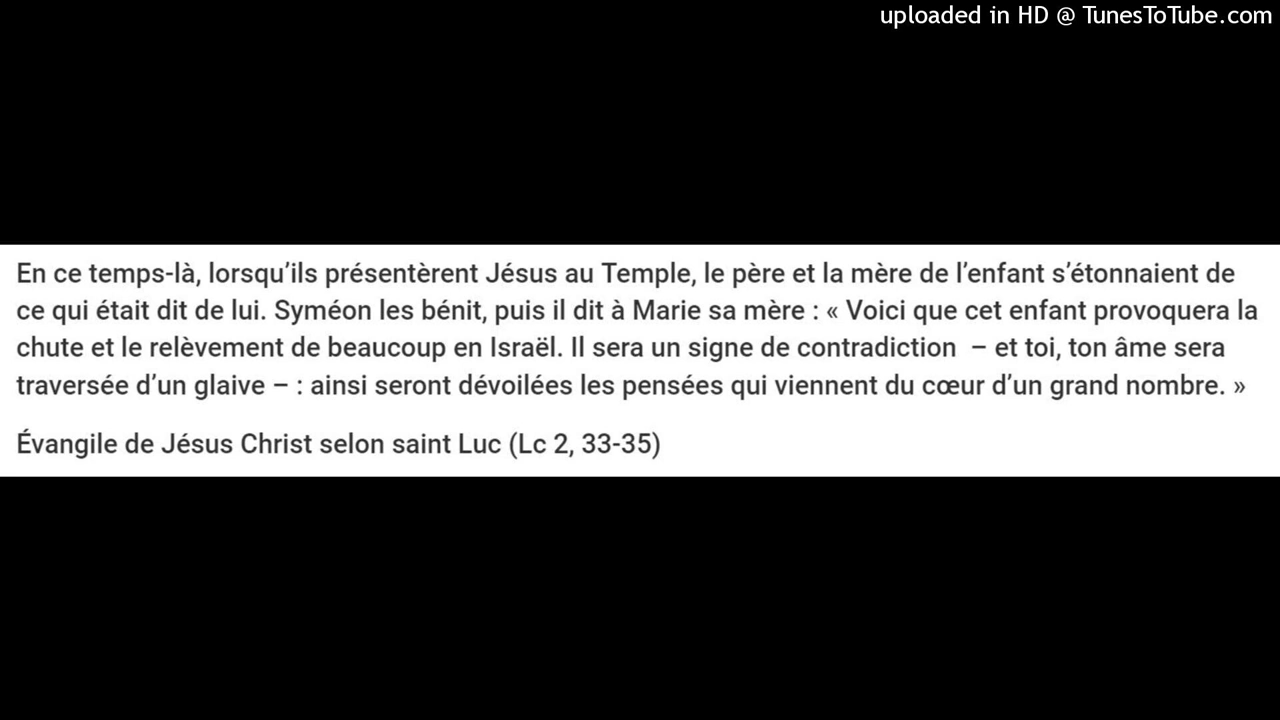 uploaded in HD @ TunesToTube.com
En ce temps-là, lorsqu’ils présentèrent Jésus au Temple, le père et la mère de l’enfant s’étonnaient de
ce qui était dit de lui. Syméon les bénit, puis il dit à Marie sa mère : « Voici que cet enfant provoquera la
chute et le relèvement de beaucoup en Israël. Il sera un signe de contradiction  – et toi, ton âme sera
traversée d’un glaive – : ainsi seront dévoilées les pensées qui viennent du cœur d’un grand nombre. »
Évangile de Jésus Christ selon saint Luc (Lc 2, 33-35)